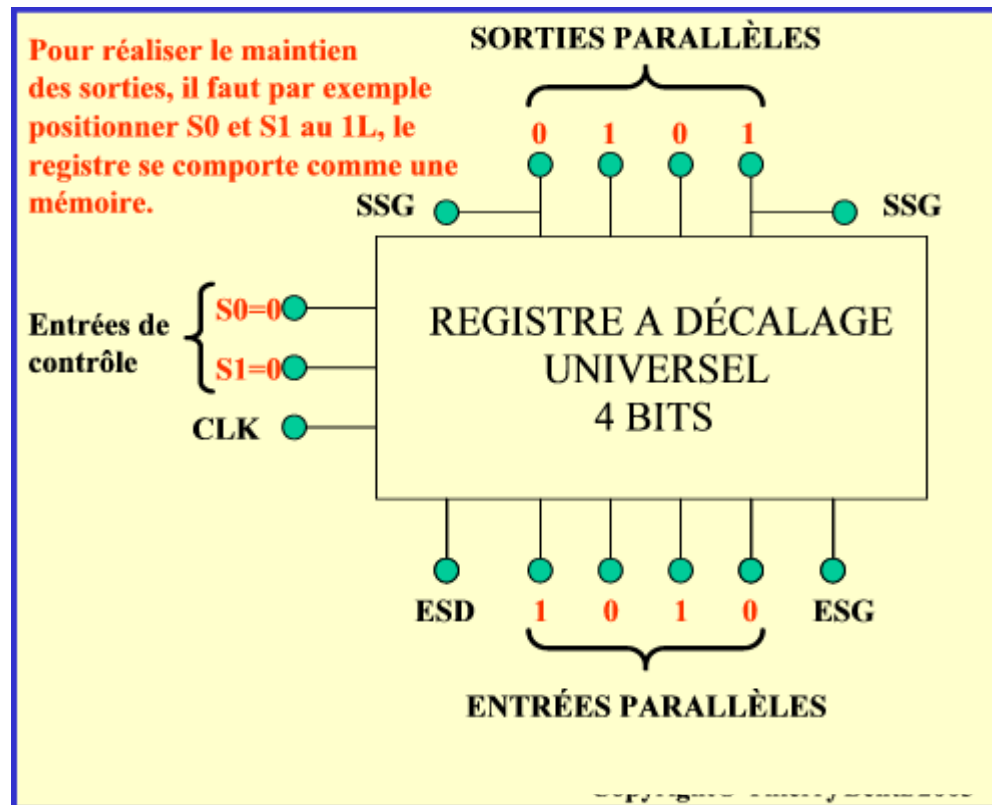 Pour réaliser le maintien
des sorties, il faut par exemple
positionner S0 et S1 au 1L, le
registre se comporte comme une
mémoire.
SORTIES PARALLÈLES
0 1 0 1
SSG
SSG
Entrées de
contrôle
S0=0
S1=0
CLK
REGISTRE A DÉCALAGE
UNIVERSEL
4 BITS
ESD
1 0 1 0
ESG
ENTRÉES PARALLÈLES